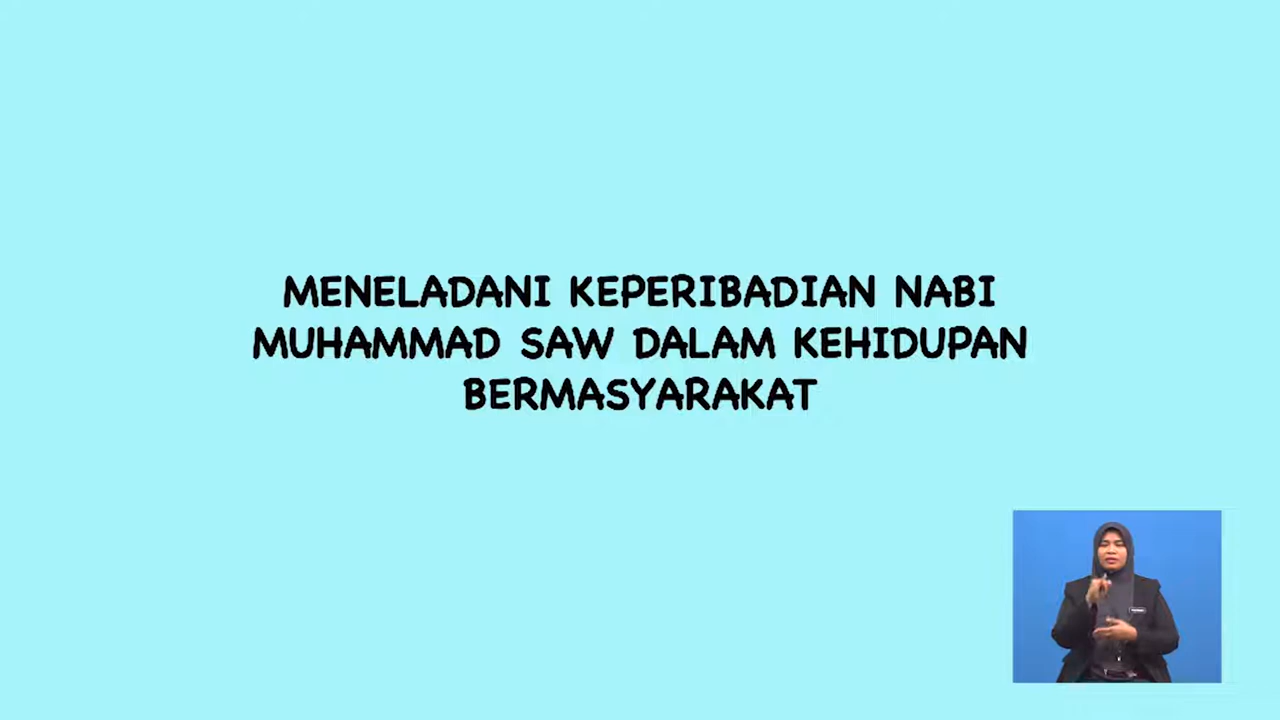 MENELADANI KEPERIBADIAN NABI
MUHAMMAD SAW DALAM KEHIDUPAN
BERMASYARAKAT